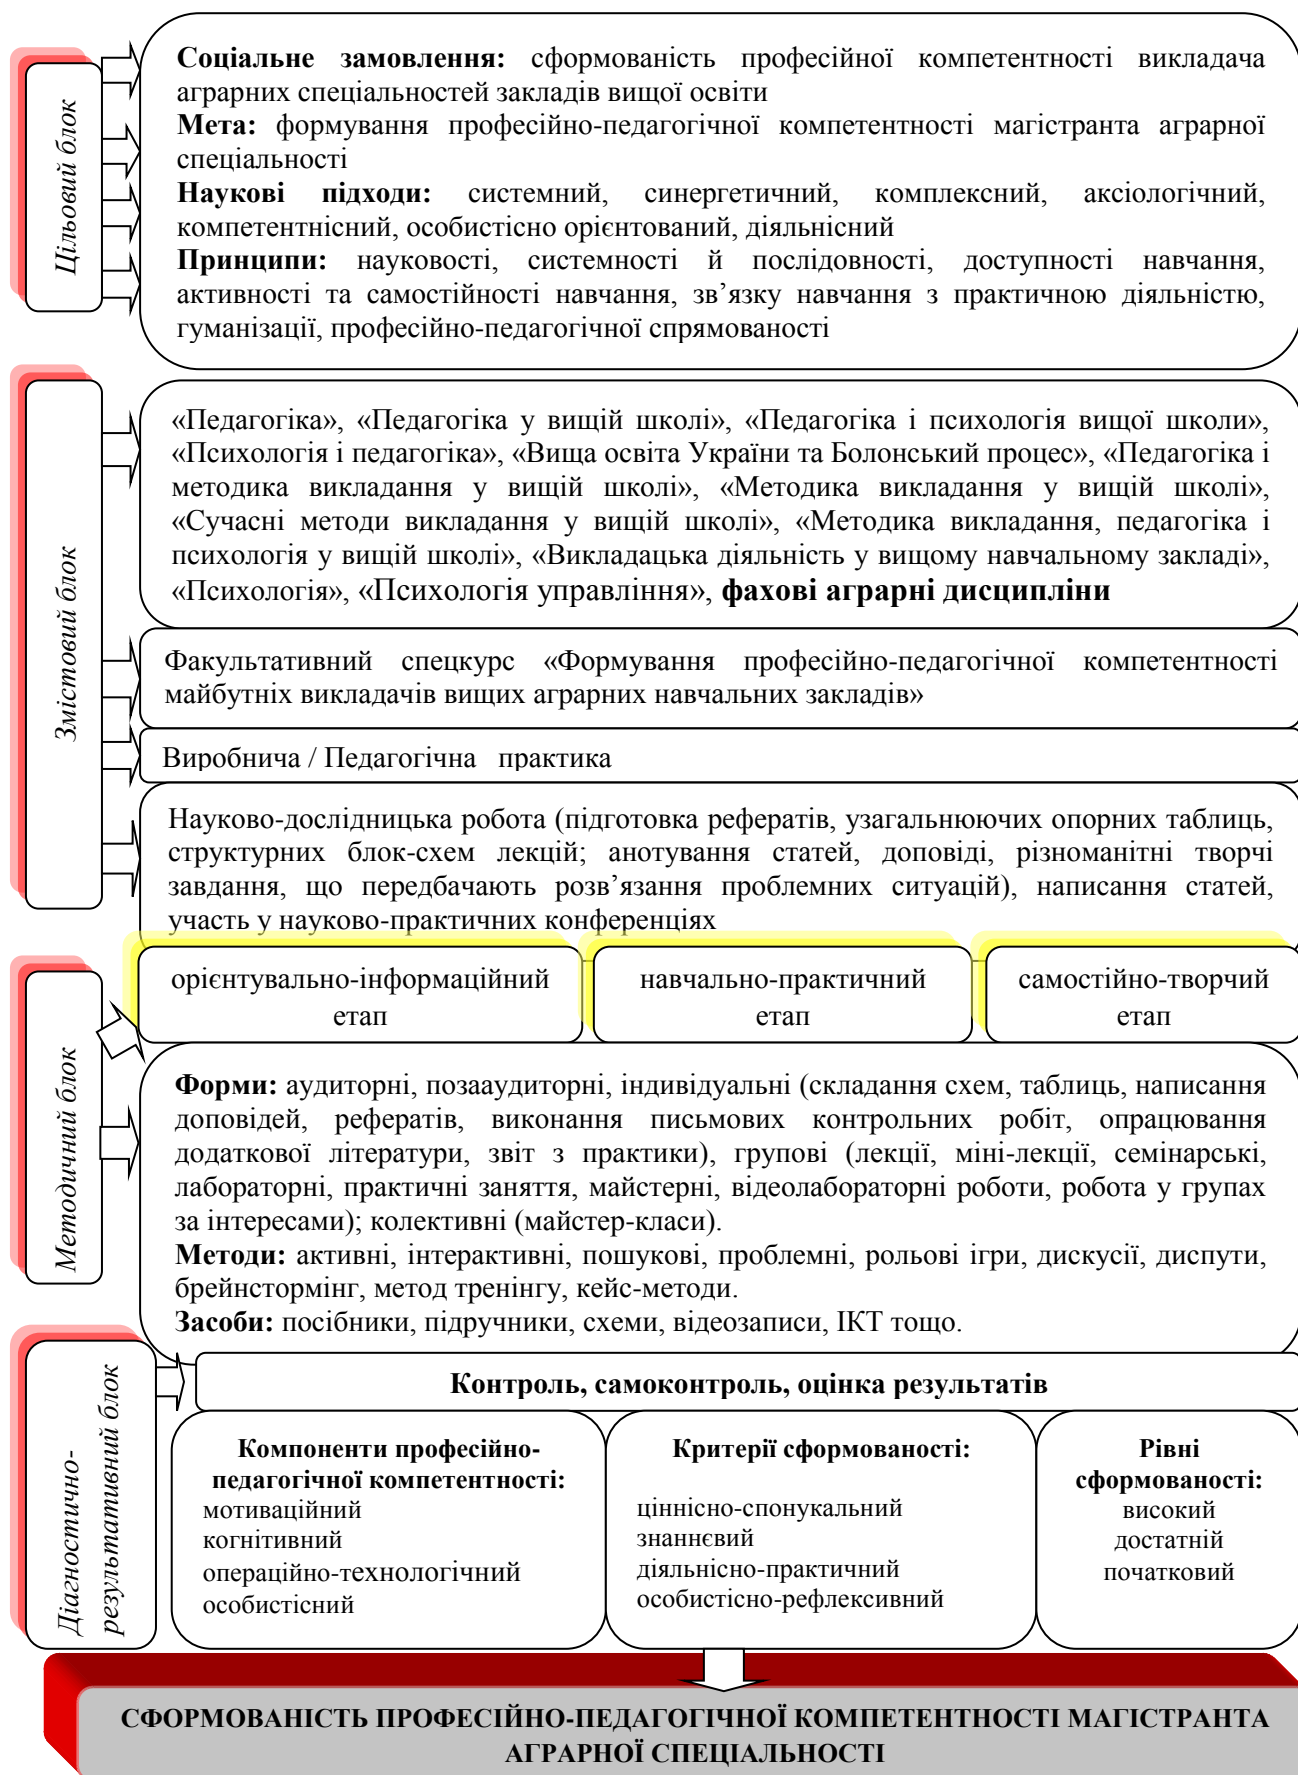 Цільовий блок
Соціальне замовлення: сформованість професійної компетентності викладача
аграрних спеціальностей закладів вищої освіти
Мета: формування професійно-педагогічної компетентності магістранта аграрної
спеціальності
Наукові підходи: системний, синергетичний, комплексний, аксіологічний,
компетентнісний, особистісно орієнтований, діяльнісний
Принципи: науковості, системності й послідовності, доступності навчання,
активності та самостійності навчання, зв’язку навчання з практичною діяльністю,
гуманізації, професійно-педагогічної спрямованості
Змістовий блок
«Педагогіка», «Педагогіка у вищій школі», «Педагогіка і психологія вищої школи»,
«Психологія і педагогіка», «Вища освіта України та Болонський процес», «Педагогіка і
методика викладання у вищій школі», «Методика викладання у вищій школі»,
«Сучасні методи викладання у вищій школі», «Методика викладання, педагогіка і
психологія у вищій школі», «Викладацька діяльність у вищому навчальному закладі»,
«Психологія», «Психологія управління», фахові аграрні дисципліни
Факультативний спецкурс «Формування професійно-педагогічної компетентності
майбутніх викладачів вищих аграрних навчальних закладів»
Виробнича / Педагогічна практика
Науково-дослідницька робота (підготовка рефератів, узагальнюючих опорних таблиць,
структурних блок-схем лекцій; анотування статей, доповіді, різноманітні творчі
завдання, що передбачають розв’язання проблемних ситуацій), написання статей,
участь у науково-практичних конференціях
Методичний блок
орієнтувально-інформаційний
етап
навчально-практичний
етап
самостійно-творчий
етап
Форми: аудиторні, позааудиторні, індивідуальні (складання схем, таблиць, написання
доповідей, рефератів, виконання письмових контрольних робіт, опрацювання
додаткової літератури, звіт з практики), групові (лекції, міні-лекції, семінарські,
лабораторні, практичні заняття, майстерні, відеолабораторні роботи, робота у групах
за інтересами); колективні (майстер-класи).
Методи: активні, інтерактивні, пошукові, проблемні, рольові ігри, дискусії, диспути,
брейнстормінг, метод тренінгу, кейс-методи.
Засоби: посібники, підручники, схеми, відеозаписи, ІКТ тощо.
Діагностично-
результативний блок
Контроль, самоконтроль, оцінка результатів
Компоненти професійно-
педагогічної компетентності:
мотиваційний
когнітивний
операційно-технологічний
особистісний
Критерії сформованості:
ціннісно-спонукальний
знаннєвий
діяльнісно-практичний
особистісно-рефлексивний
Рівні
сформованості:
високий
достатній
початковий
СФОРМОВАНІСТЬ ПРОФЕСІЙНО-ПЕДАГОГІЧНОЇ КОМПЕТЕНТНОСТІ МАГІСТРАНТА
АГРАРНОЇ СПЕЦІАЛЬНОСТІ